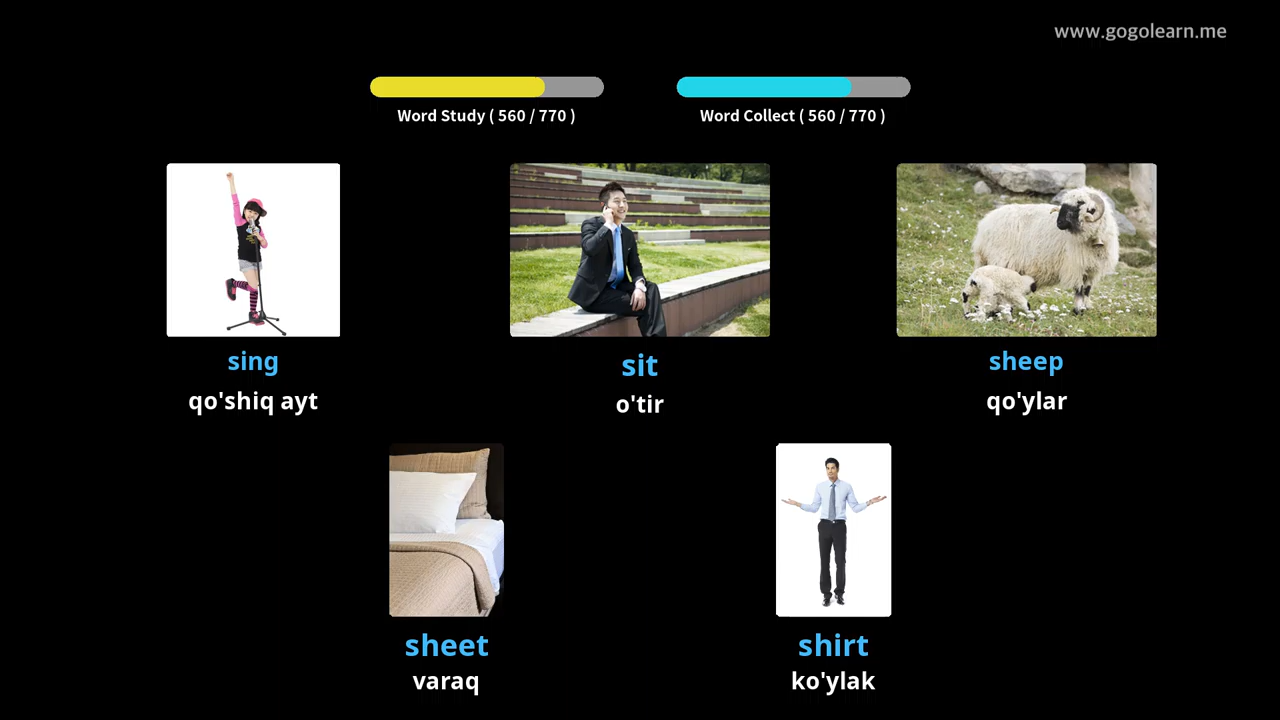 www.gogolearn.me
Word Study ( 560 / 770 )
Word Collect ( 560 / 770 )
sing
sit
sheep
qo'shiq ayt
o'tir
qo'ylar
sheet
shirt
varaq
ko'ylak